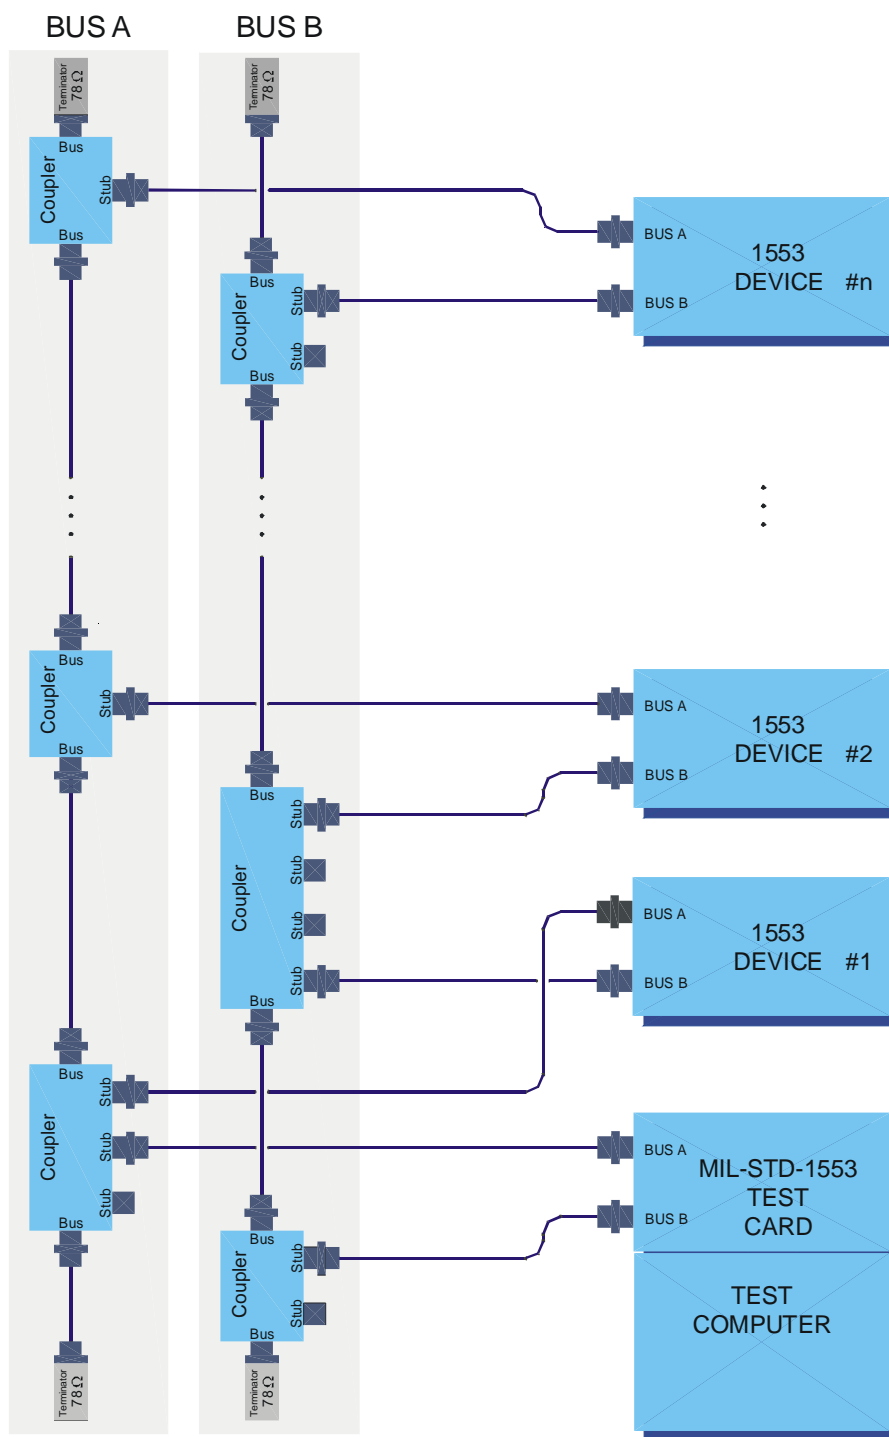 BUS A
BUS B
Terminator
78 Ω
Terminator
78 Ω
Bus
Coupler
Stub
Bus
Bus
Coupler
Stub
Stub
Bus
BUS A
1553
DEVICE #n
BUS B
Bus
Coupler
Stub
Bus
BUS A
1553
DEVICE #2
BUS B
Bus
Coupler
Stub
Stub
Stub
Stub
Bus
BUS A
1553
DEVICE #1
BUS B
Bus
Coupler
Stub
Stub
Stub
Bus
BUS A
MIL-STD-1553
TEST
CARD
BUS B
Bus
Coupler
Stub
Stub
Bus
TEST
COMPUTER
Terminator
78 Ω
Terminator
78 Ω